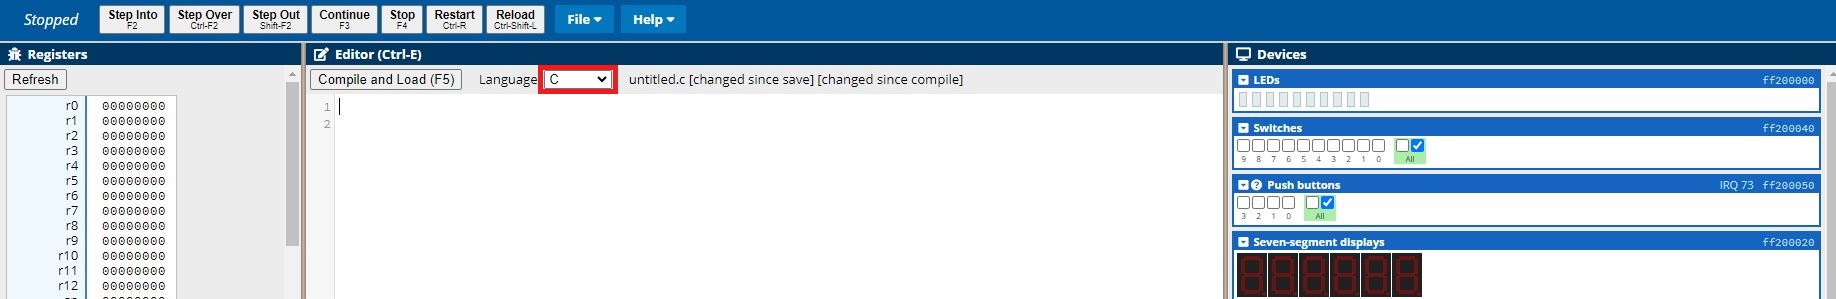 Stopped
Step Into
F2
Step Over
Ctrl-F2
Step Out
Shift-F2
Continue
F3
Stop
F4
Restart
Ctrl-R
Reload
Ctrl-Shift-L
File
Help
Registers
Refresh
r0 00000000
r1 00000000
r2 00000000
r3 00000000
r4 00000000
r5 00000000
r6 00000000
r7 00000000
r8 00000000
r9 00000000
r10 00000000
r11 00000000
r12 00000000
Editor (Ctrl-E)
Compile and Load (F5) Language C untitled.c [changed since save] [changed since compile]
1
2
Devices
LEDs ff200000
Switches ff200040
9 8 7 6 5 4 3 2 1 0 All
Push buttons IRQ 73 ff200050
3 2 1 0 All
Seven-segment displays ff200020